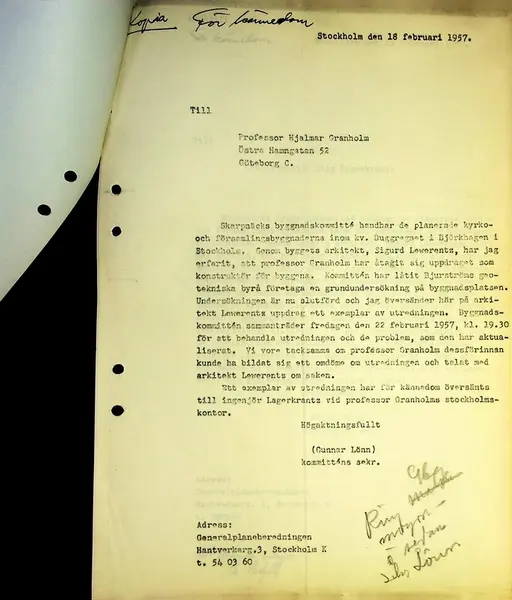 Kopia För kännedom
Stockholm den 18 februari 1957.
Till
Professor Hjalmar Granholm
Östra Hamngatan 52
Göteborg C.
Skarpnäcks byggnadskommitté handhar de planerade kyrko-
och församlingsbyggnaderna inom kv. Duggregnet i Björkhagen i
Stockholm. Genom byggets arkitekt, Sigurd Lewerentz, har jag
erfarit, att professor Granholm har åtagit sig uppdraget som
konstruktör för byggena. Kommittén har låtit Bjurströms geo-
tekniska byrå företaga en grundundersökning på byggnadsplatsen.
Undersökningen är nu slutförd och jag översänder här på arki-
tekt Lewerentz uppdrag ett exemplar av utredningen. Byggnads-
kommittén sammanträder fredagen den 22 februari 1957, kl. 19.30
för att behandla utredningen och de problem, som den har aktua-
liserat. Vi vore tacksamma om professor Granholm dessförinnan
kunde ha bildat sig ett omdöme om utredningen och talat med
arkitekt Lewerentz om saken.
Ett exemplar av utredningen har för kännedom översänts
till ingenjör Lagerkrantz vid professor Granholms stockholms-
kontor.
Högaktningsfullt
(Gunnar Lönn)
kommitténs sekr.
Ring
Lönn
Adress:
Generalplaneberedningen
Hantverkarg.3, Stockholm K
t. 54 03 60